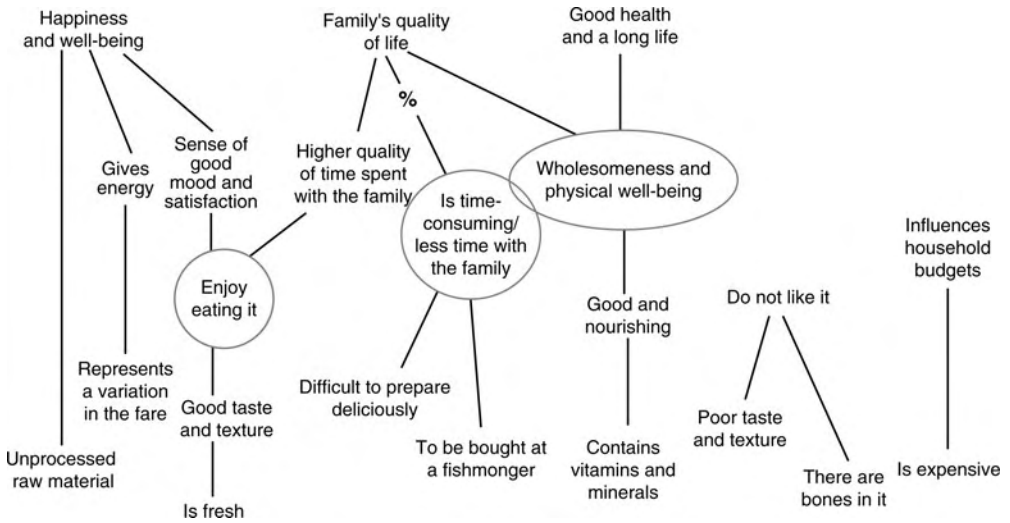 Happiness
and well-being
Family's quality
of life
Good health
and a long life
%
Gives
energy
Sense of
good
mood and
satisfaction
Higher quality
of time spent
with the family
Is time-
consuming/
less time with
the family
Wholesomeness and
physical well-being
Influences
household
budgets
Enjoy
eating it
Good and
nourishing
Do not like it
Represents
a variation
in the fare
Good taste
and texture
Difficult to prepare
deliciously
To be bought at
a fishmonger
Contains
vitamins and
minerals
Poor taste
and texture
There are
bones in it
Is expensive
Unprocessed
raw material
Is fresh